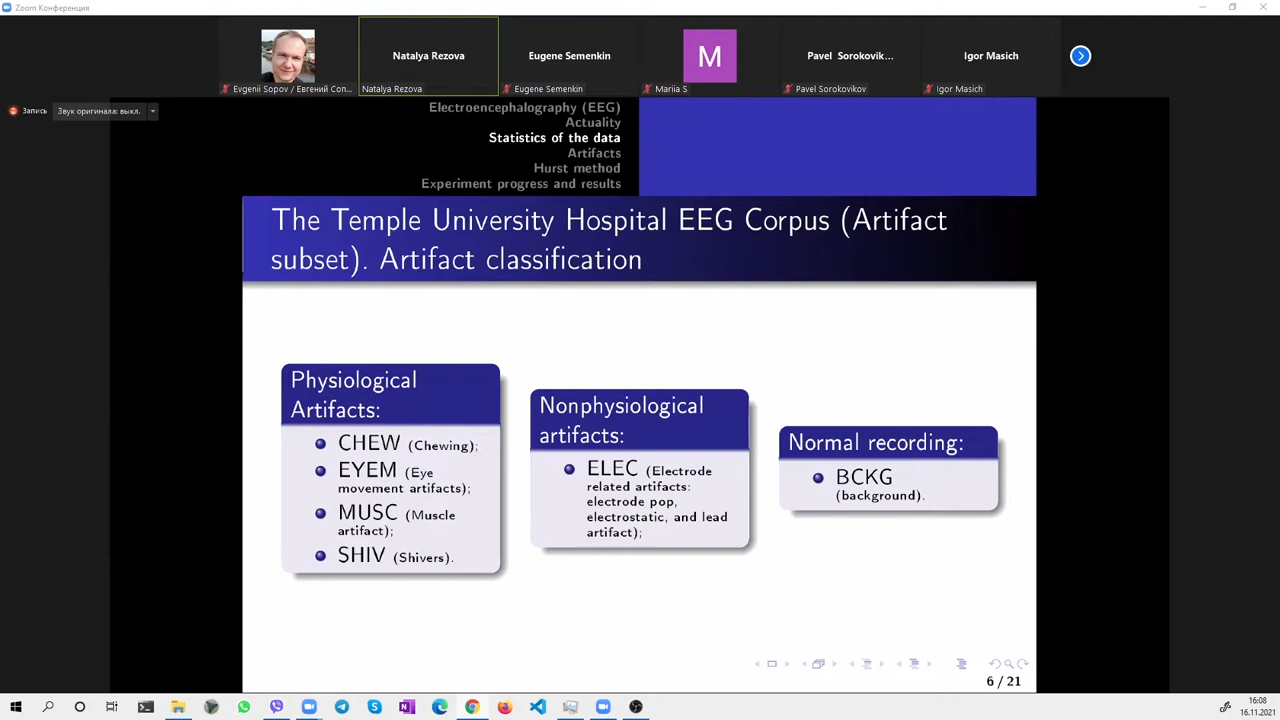 Zoom Конференция
Natalya Rezova
Eugene Semenkin
M
Pavel Sorokovik...
Igor Masich
Evgenii Sopov / Евгений Соп...
Natalya Rezova
Eugene Semenkin
Mariia S
Pavel Sorokovikov
Igor Masich
Запись
Звук оригинала: выкл.
Electroencephalography (EEG)
Actuality
Statistics of the data
Artifacts
Hurst method
Experiment progress and results
The Temple University Hospital EEG Corpus (Artifact
subset). Artifact classification
Physiological
Artifacts:
CHEW (Chewing);
EYEM (Eye
movement artifacts);
MUSC (Muscle
artifact);
SHIV (Shivers).
Nonphysiological
artifacts:
ELEC (Electrode
related artifacts:
electrode pop,
electrostatic, and lead
artifact);
Normal recording:
BCKG
(background).
6 / 21
16:08
16.11.2021